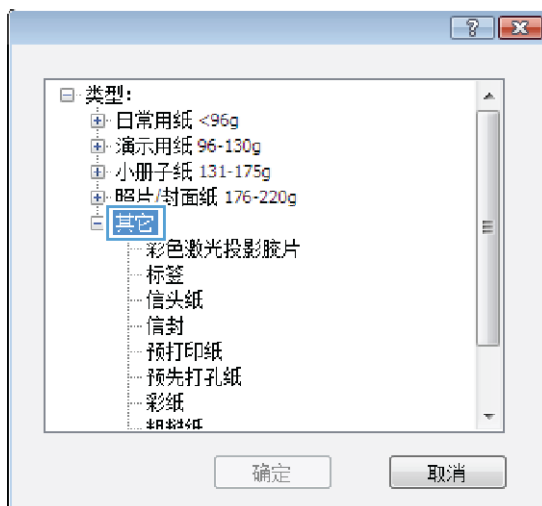 类型:
日常用纸 <96g
演示用纸 96-130g
小册子纸 131-175g
照片/封面纸 176-220g
其它
彩色激光投影胶片
标签
信头纸
信封
预打印纸
预先打孔纸
彩纸
粗糙纸
确定
取消